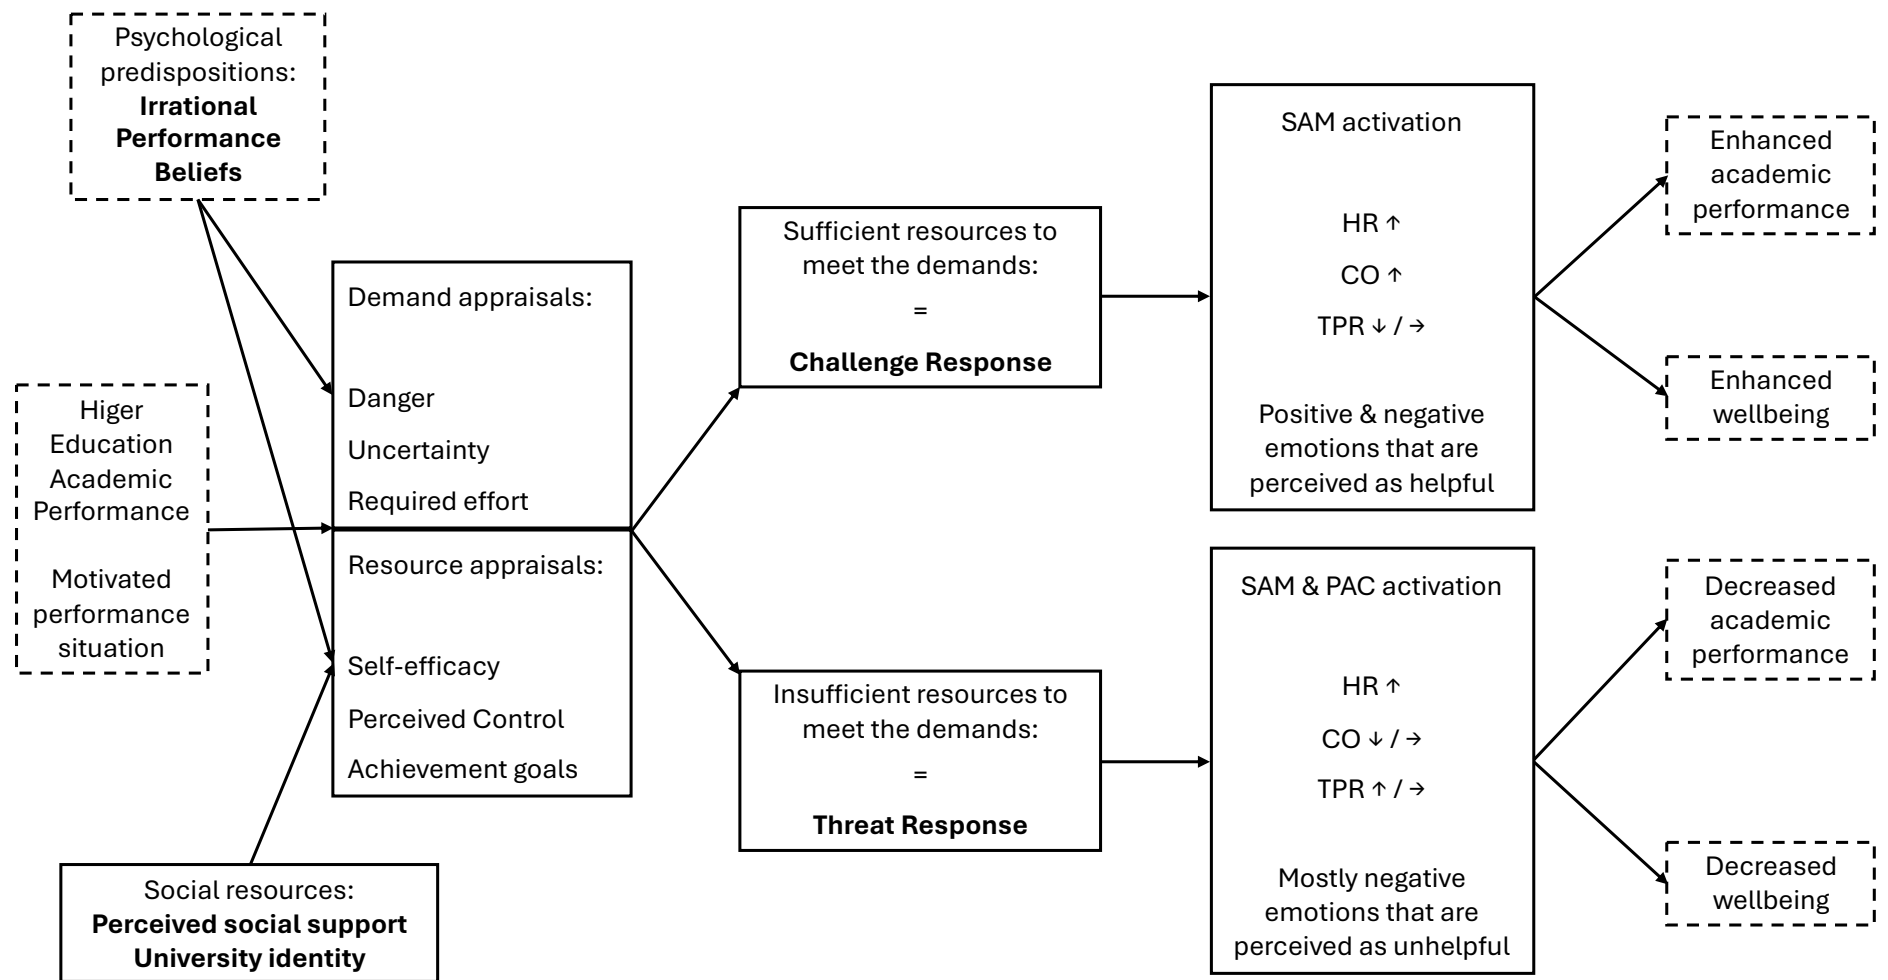 Psychological
predispositions:
Irrational
Performance
Beliefs
Higer
Education
Academic
Performance
Motivated
performance
situation
Social resources:
Perceived social support
University identity
Demand appraisals:
Danger
Uncertainty
Required effort
Resource appraisals:
Self-efficacy
Perceived Control
Achievement goals
Sufficient resources to
meet the demands:
=
Challenge Response
Insufficient resources to
meet the demands:
=
Threat Response
SAM activation
HR ↑
CO ↑
TPR ↓ / →
Positive & negative
emotions that are
perceived as helpful
SAM & PAC activation
HR ↑
CO ↓ / →
TPR ↑ / →
Mostly negative
emotions that are
perceived as unhelpful
Enhanced
academic
performance
Enhanced
wellbeing
Decreased
academic
performance
Decreased
wellbeing